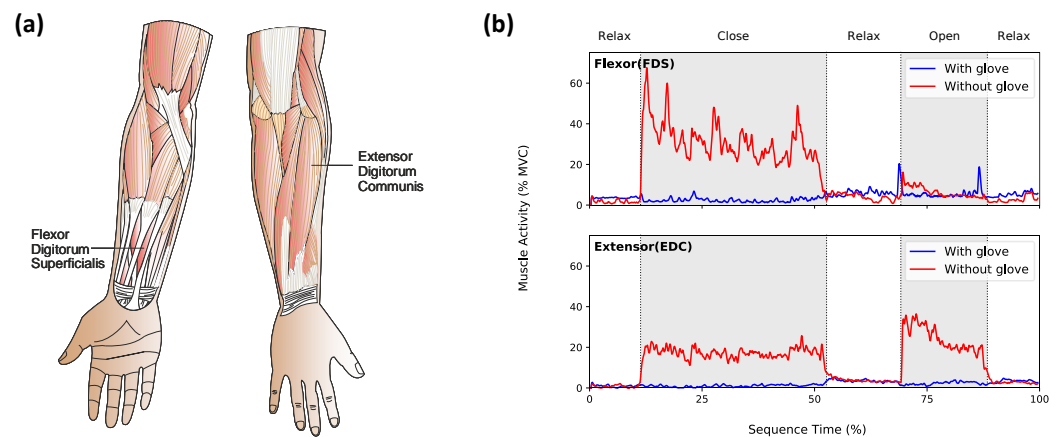 (a)
Flexor
Digitorum
Superficialis
Extensor
Digitorum
Communis
(b)
Relax Close Relax Open Relax
Flexor(FDS)
With glove
Without glove
60
40
20
0
Extensor(EDC)
With glove
Without glove
60
40
20
0
Muscle Activity (% MVC)
0 25 50 75 100
Sequence Time (%)